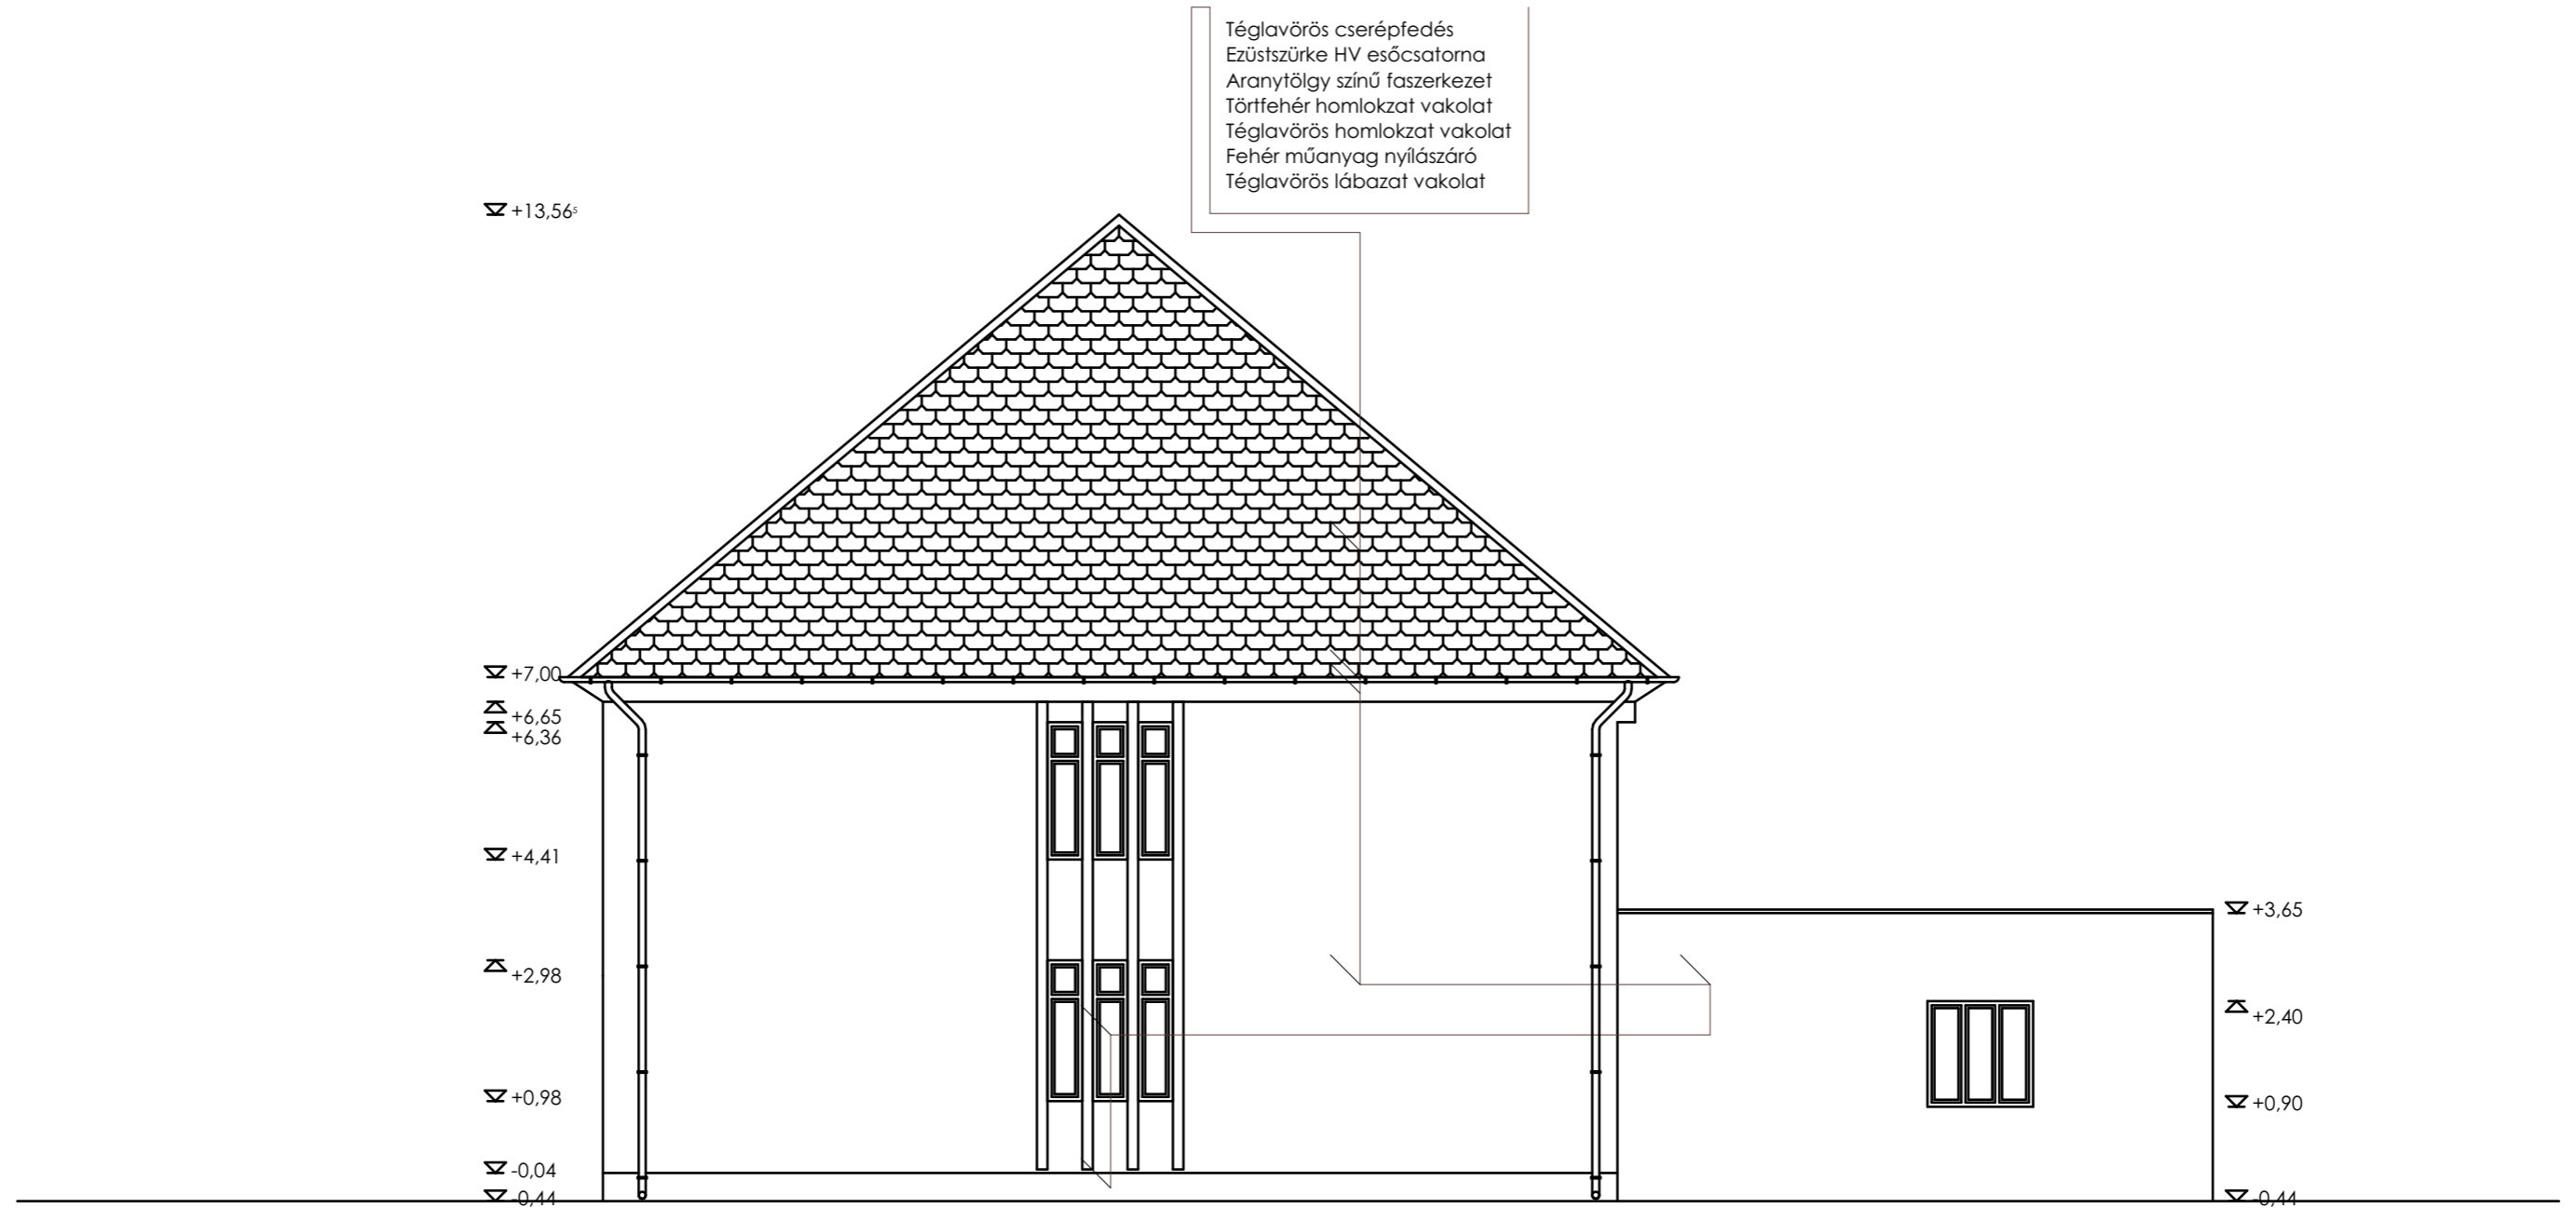 Téglavörös cserépfedés
Ezüstszürke HV esőcsatorna
Aranytölgy színű faszerkezet
Törtfehér homlokzat vakolat
Téglavörös homlokzat vakolat
Fehér műanyag nyílászáró
Téglavörös lábazat vakolat
+13,56⁵
+7,00
+6,65
+6,36
+4,41
+2,98
+0,98
-0,04
-0,44
+3,65
+2,40
+0,90
-0,44